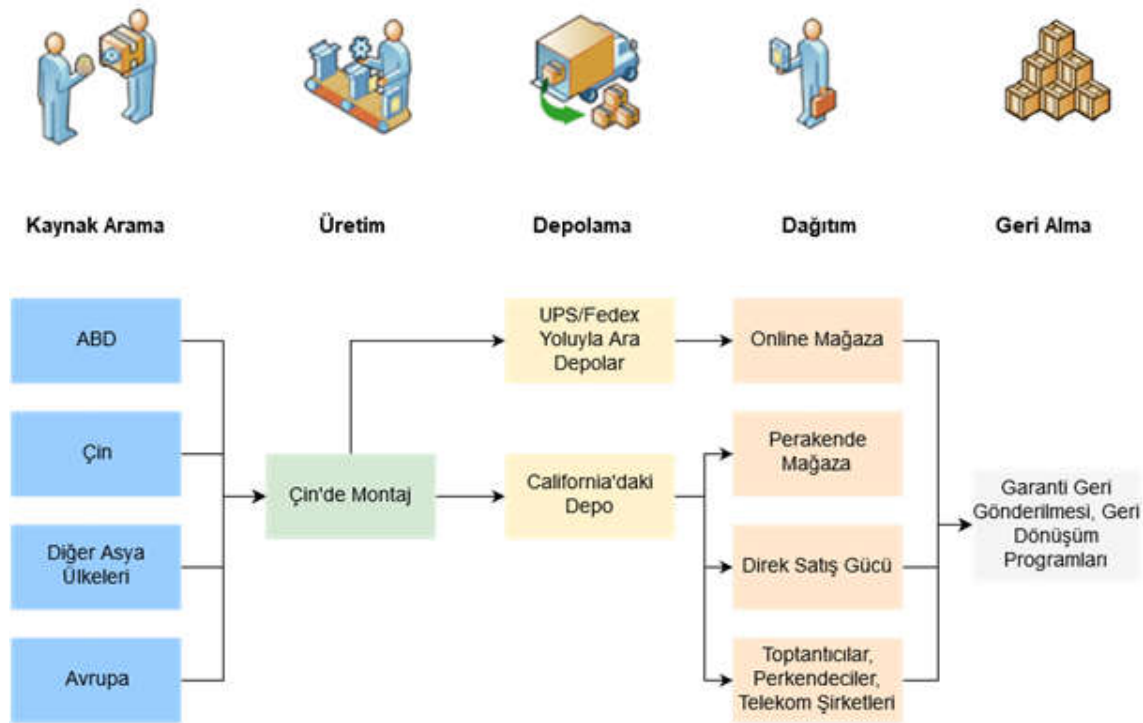 Kaynak Arama
Üretim
Depolama
Dağıtım
Geri Alma
ABD
Çin
Diğer Asya
Ülkeleri
Avrupa
Çin'de Montaj
UPS/Fedex
Yoluyla Ara
Depolar
California'daki
Depo
Online Mağaza
Perakende
Mağaza
Direk Satış Gücü
Toptantıcılar,
Perkendeciler,
Telekom Şirketleri
Garanti Geri
Gönderilmesi, Geri
Dönüşüm
Programları